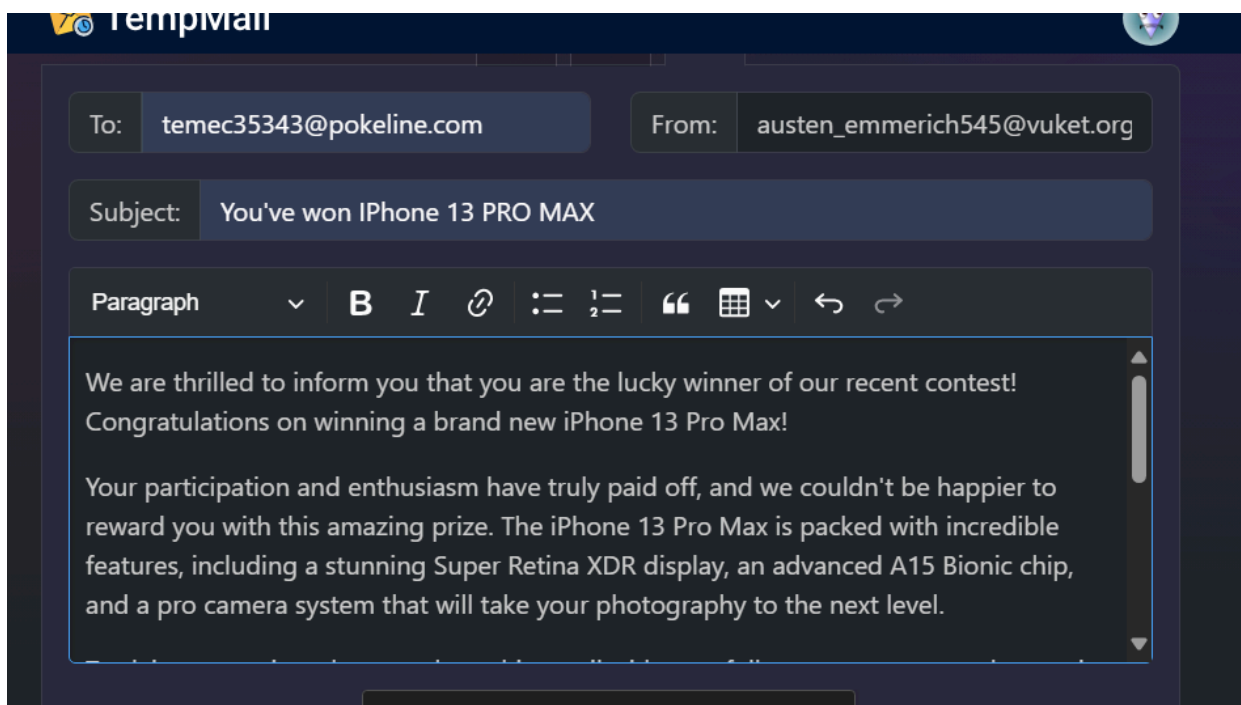 TempMail
To: temec35343@pokeline.com From: austen_emmerich545@vuket.org
Subject: You've won IPhone 13 PRO MAX
Paragraph B I
We are thrilled to inform you that you are the lucky winner of our recent contest!
Congratulations on winning a brand new iPhone 13 Pro Max!
Your participation and enthusiasm have truly paid off, and we couldn't be happier to
reward you with this amazing prize. The iPhone 13 Pro Max is packed with incredible
features, including a stunning Super Retina XDR display, an advanced A15 Bionic chip,
and a pro camera system that will take your photography to the next level.